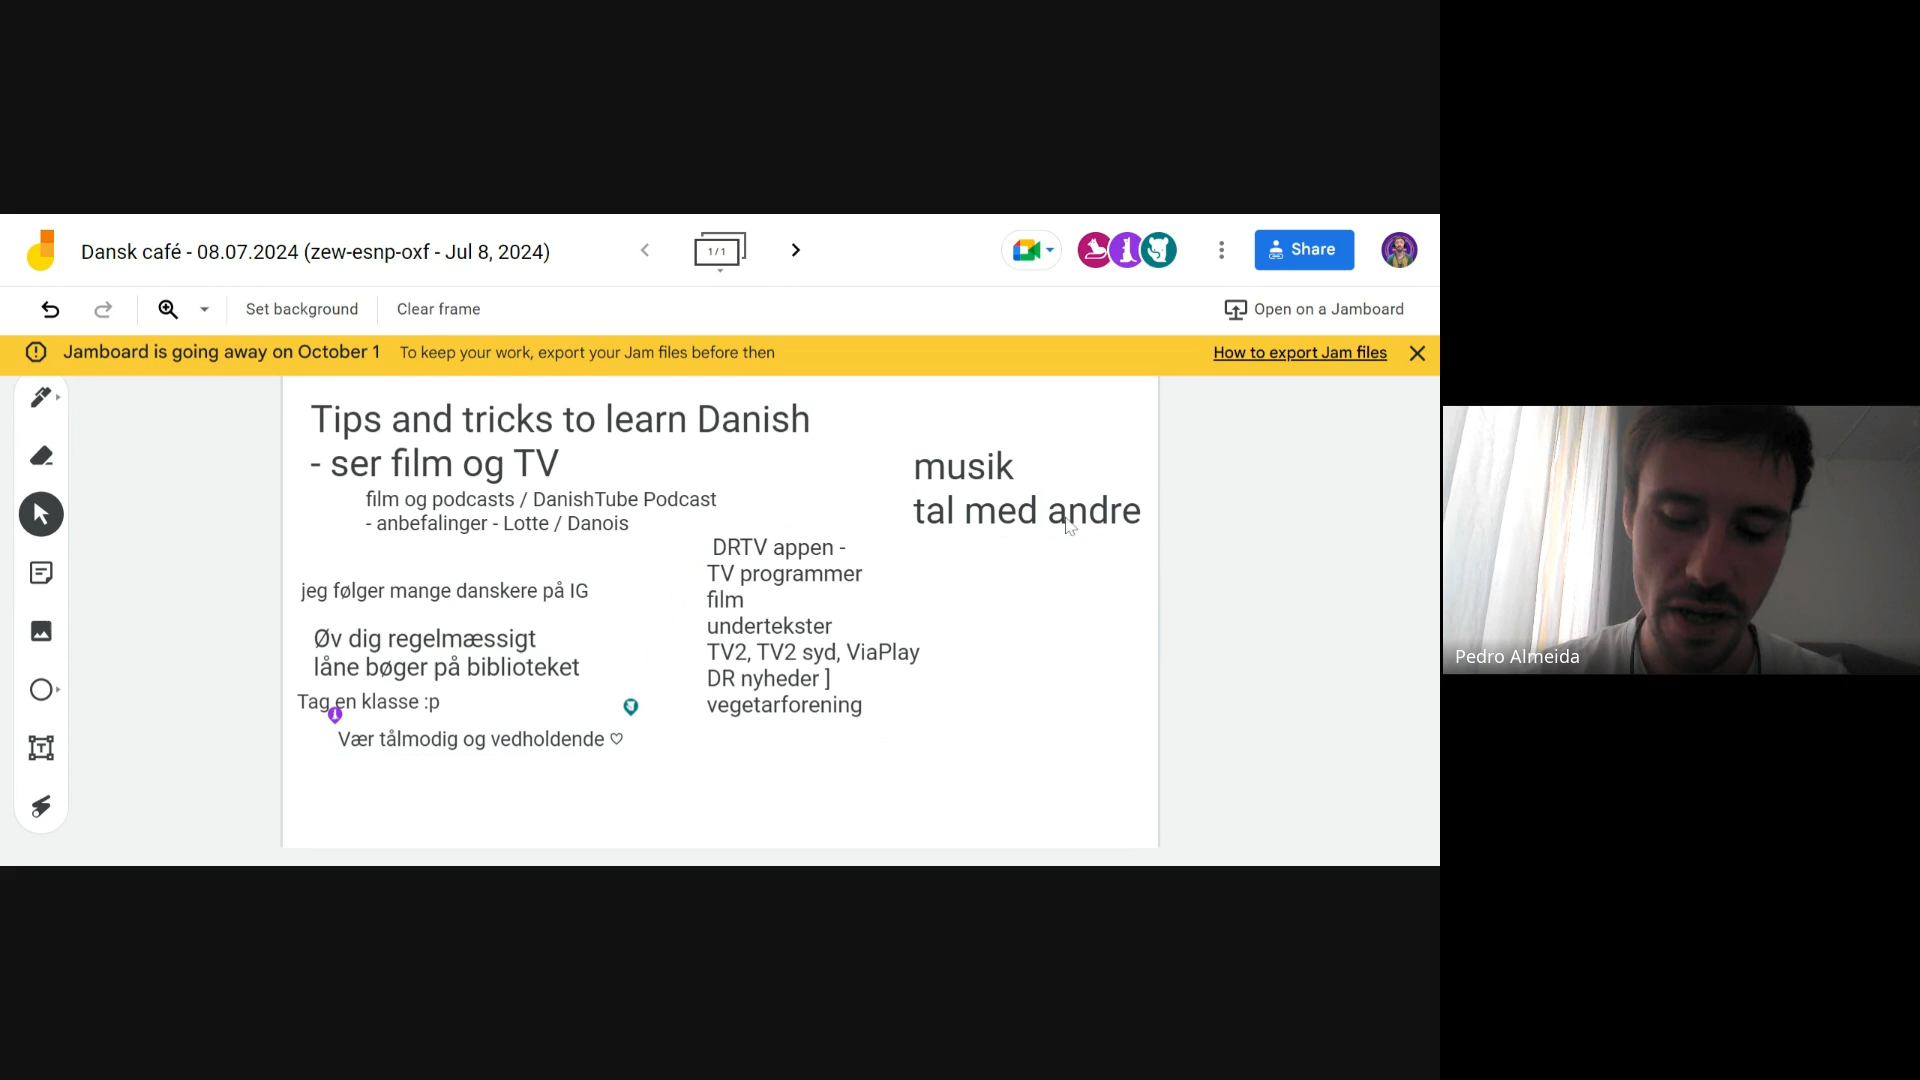 Dansk café - 08.07.2024 (zew-esnp-oxf - Jul 8, 2024)
1/1
Share
Set background
Clear frame
Open on a Jamboard
Jamboard is going away on October 1 To keep your work, export your Jam files before then
How to export Jam files
Tips and tricks to learn Danish
- ser film og TV
film og podcasts / DanishTube Podcast
- anbefalinger - Lotte / Danois
musik
tal med andre
jeg følger mange danskere på IG
Øv dig regelmæssigt
låne bøger på biblioteket
Tag en klasse :p
Vær tålmodig og vedholdende ♡
DRTV appen -
TV programmer
film
undertekster
TV2, TV2 syd, ViaPlay
DR nyheder ]
vegetarforening
Pedro Almeida